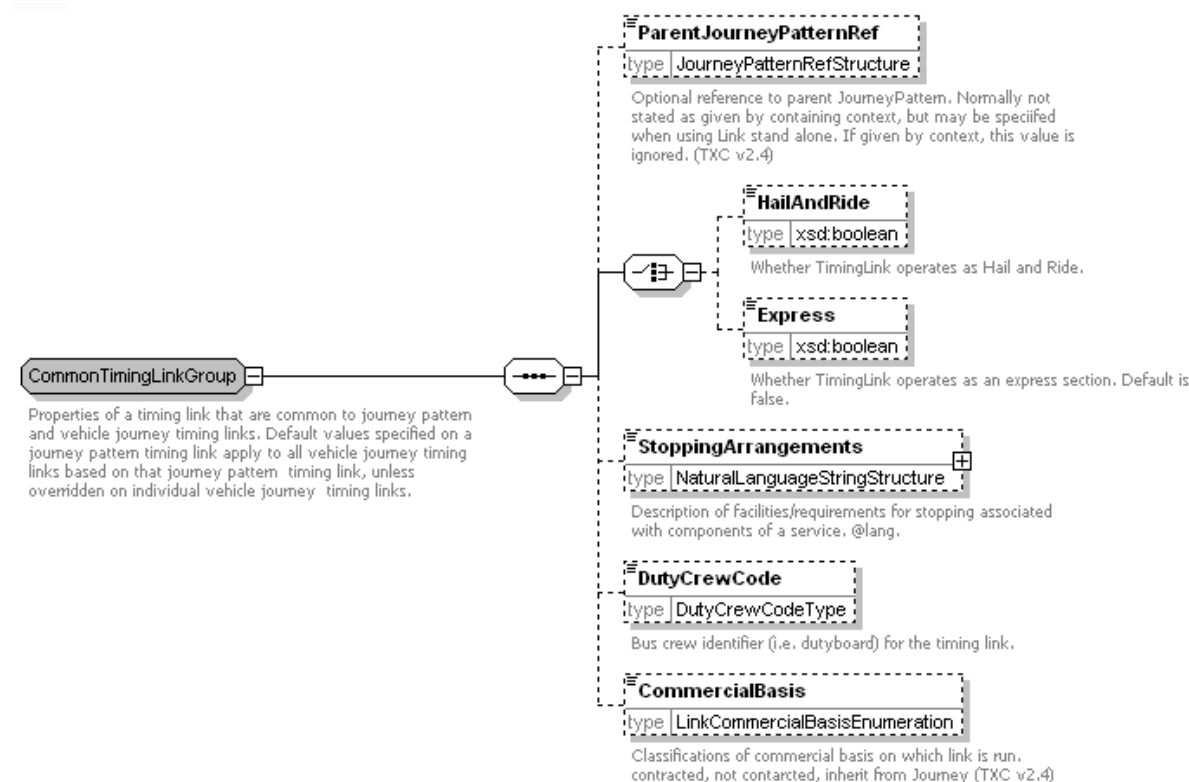 ParentJourneyPatternRef
type JourneyPatternRefStructure
Optional reference to parent JourneyPattern. Normally not
stated as given by containing context, but may be speciifed
when using Link stand alone. If given by context, this value is
ignored. (TXC v2.4)
HailAndRide
type xsd:boolean
Whether TimingLink operates as Hail and Ride.
Express
type xsd:boolean
Whether TimingLink operates as an express section. Default is
false.
CommonTimingLinkGroup
Properties of a timing link that are common to journey pattern
and vehicle journey timing links. Default values specified on a
journey pattern timing link apply to all vehicle journey timing
links based on that journey pattern timing link, unless
overridden on individual vehicle journey timing links.
StoppingArrangements
type NaturalLanguageStringStructure
Description of facilities/requirements for stopping associated
with components of a service. @lang.
DutyCrewCode
type DutyCrewCodeType
Bus crew identifier (i.e. dutyboard) for the timing link.
CommercialBasis
type LinkCommercialBasisEnumeration
Classifications of commercial basis on which link is run.
contracted, not contarcted, inherit from Journey (TXC v2.4)